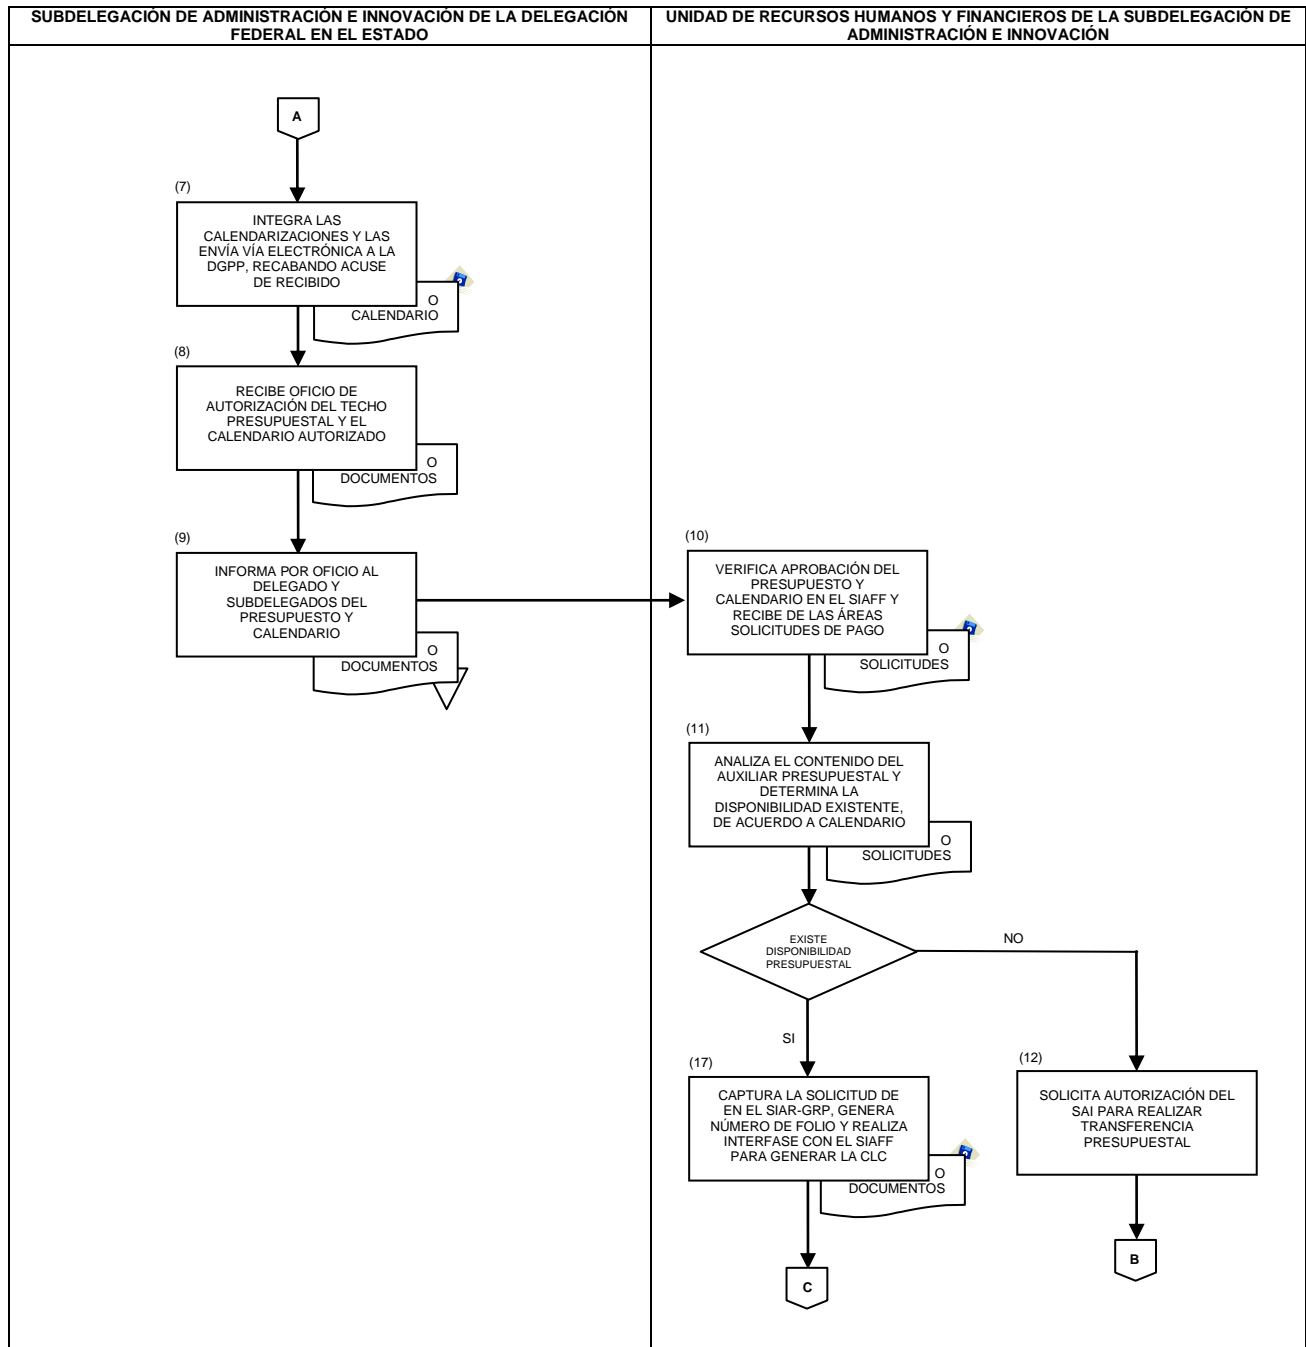 SUBDELEGACIÓN DE ADMINISTRACIÓN E INNOVACIÓN DE LA DELEGACIÓN
FEDERAL EN EL ESTADO
UNIDAD DE RECURSOS HUMANOS Y FINANCIEROS DE LA SUBDELEGACIÓN DE
ADMINISTRACIÓN E INNOVACIÓN
A
(7)
INTEGRA LAS
CALENDARIZACIONES Y LAS
ENVÍA VÍA ELECTRÓNICA A LA
DGPP, RECABANDO ACUSE
DE RECIBIDO
O
CALENDARIO
(8)
RECIBE OFICIO DE
AUTORIZACIÓN DEL TECHO
PRESUPUESTAL Y EL
CALENDARIO AUTORIZADO
O
DOCUMENTOS
(9)
INFORMA POR OFICIO AL
DELEGADO Y
SUBDELEGADOS DEL
PRESUPUESTO Y
CALENDARIO
O
DOCUMENTOS
(10)
VERIFICA APROBACIÓN DEL
PRESUPUESTO Y
CALENDARIO EN EL SIAFF Y
RECIBE DE LAS ÁREAS
SOLICITUDES DE PAGO
O
SOLICITUDES
(11)
ANALIZA EL CONTENIDO DEL
AUXILIAR PRESUPUESTAL Y
DETERMINA LA
DISPONIBILIDAD EXISTENTE,
DE ACUERDO A CALENDARIO
O
SOLICITUDES
EXISTE
DISPONIBILIDAD
PRESUPUESTAL
NO
SI
(17)
CAPTURA LA SOLICITUD DE
EN EL SIAR-GRP, GENERA
NÚMERO DE FOLIO Y REALIZA
INTERFASE CON EL SIAFF
PARA GENERAR LA CLC
O
DOCUMENTOS
(12)
SOLICITA AUTORIZACIÓN DEL
SAI PARA REALIZAR
TRANSFERENCIA
PRESUPUESTAL
B
C